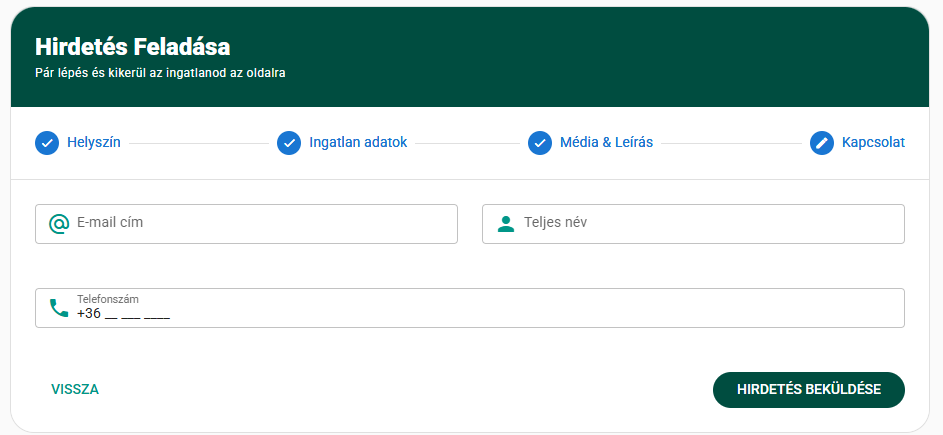 Hirdetés Feladása
Pár lépés és kikerül az ingatlanod az oldalra
Helyszín
Ingatlan adatok
Média & Leírás
Kapcsolat
E-mail cím
Teljes név
Telefonszám
+36 __ ___ ____
VISSZA
HIRDETÉS BEKÜLDÉSE